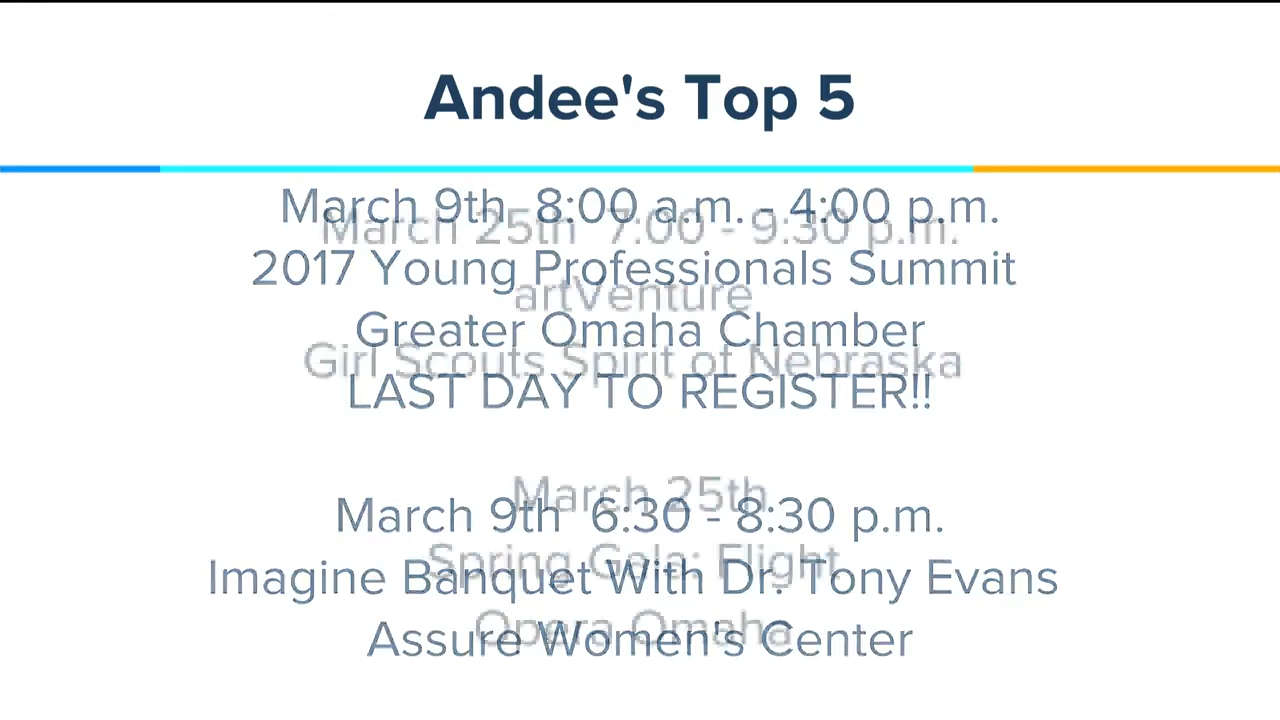 Andee's Top 5
March 9th 8:00 a.m. - 4:00 p.m.
March 25th 7:00 - 9:30 p.m.
2017 Young Professionals Summit
artVenture
Greater Omaha Chamber
Girl Scouts Spirit of Nebraska
LAST DAY TO REGISTER!!
March 25th
March 9th 6:30 - 8:30 p.m.
Spring Gala: Flight
Imagine Banquet With Dr. Tony Evans
Opera Omaha
Assure Women's Center